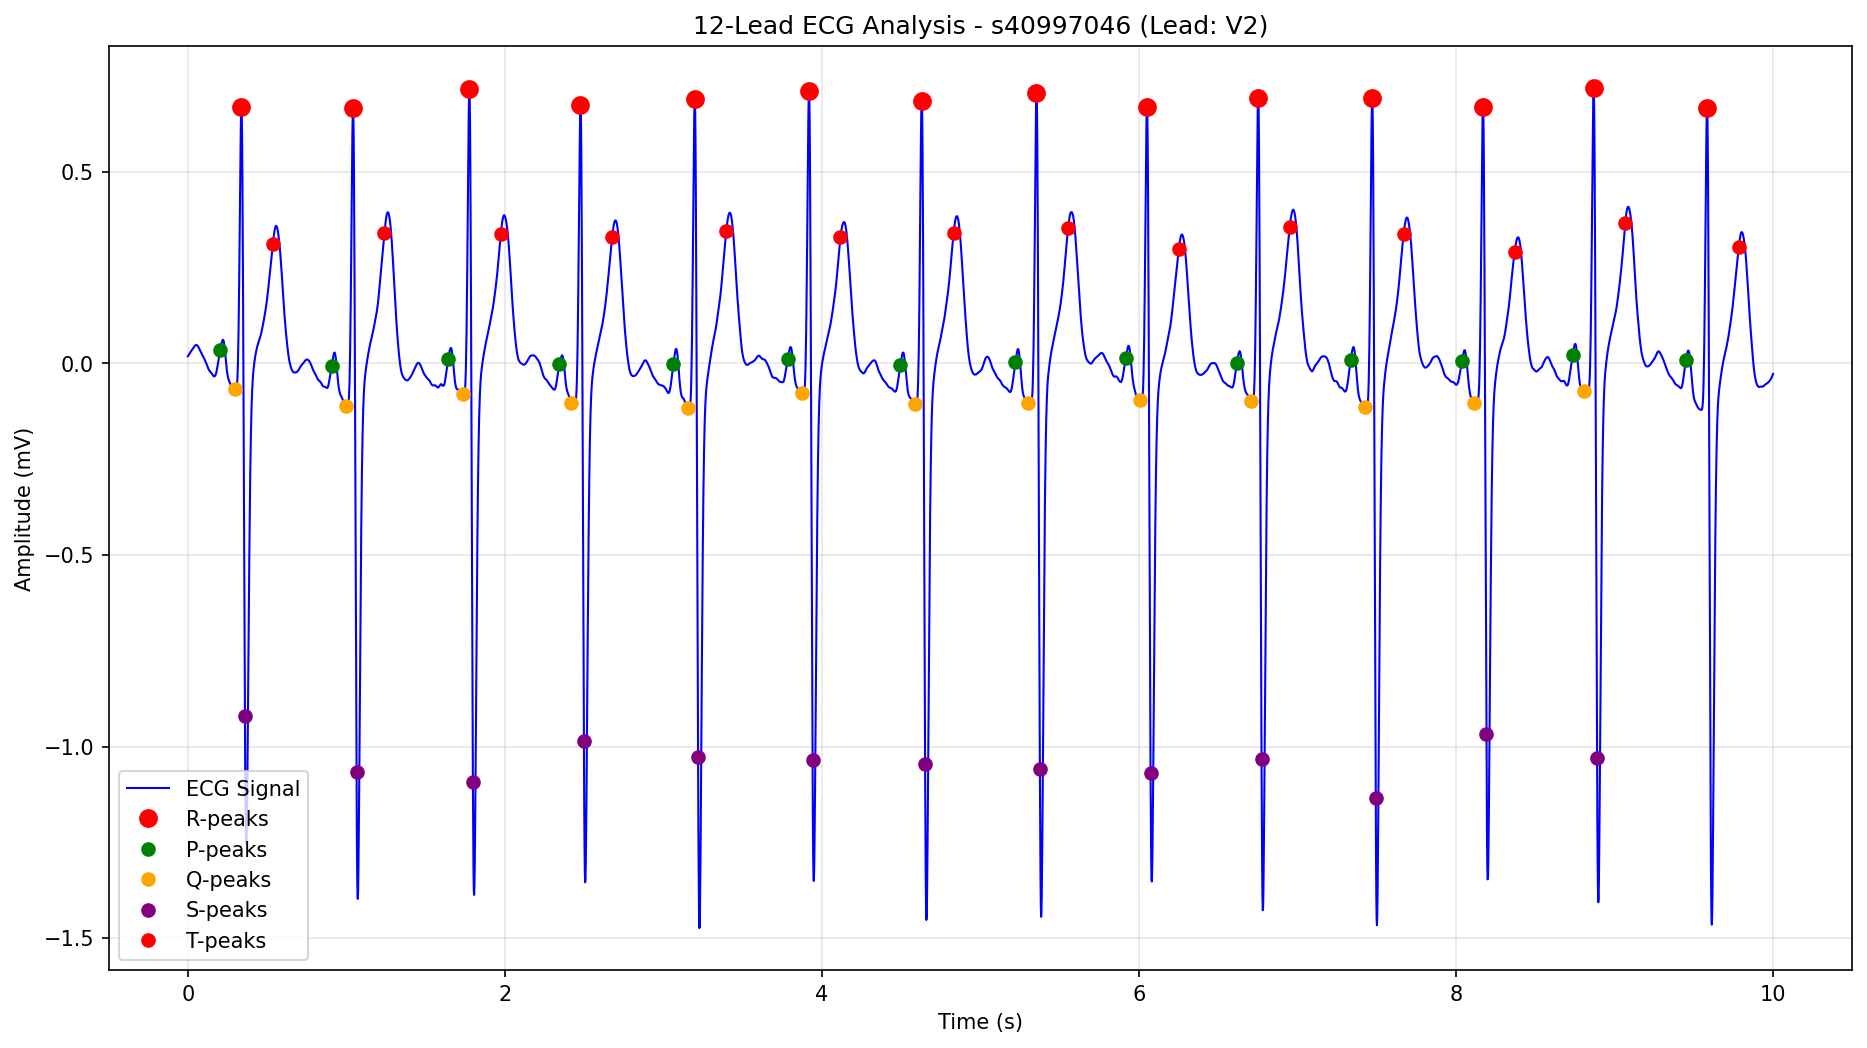 12-Lead ECG Analysis - s40997046 (Lead: V2)
Amplitude (mV)
0.5
0.0
−0.5
−1.0
−1.5
ECG Signal
R-peaks
P-peaks
Q-peaks
S-peaks
T-peaks
0 2 4 6 8 10
Time (s)